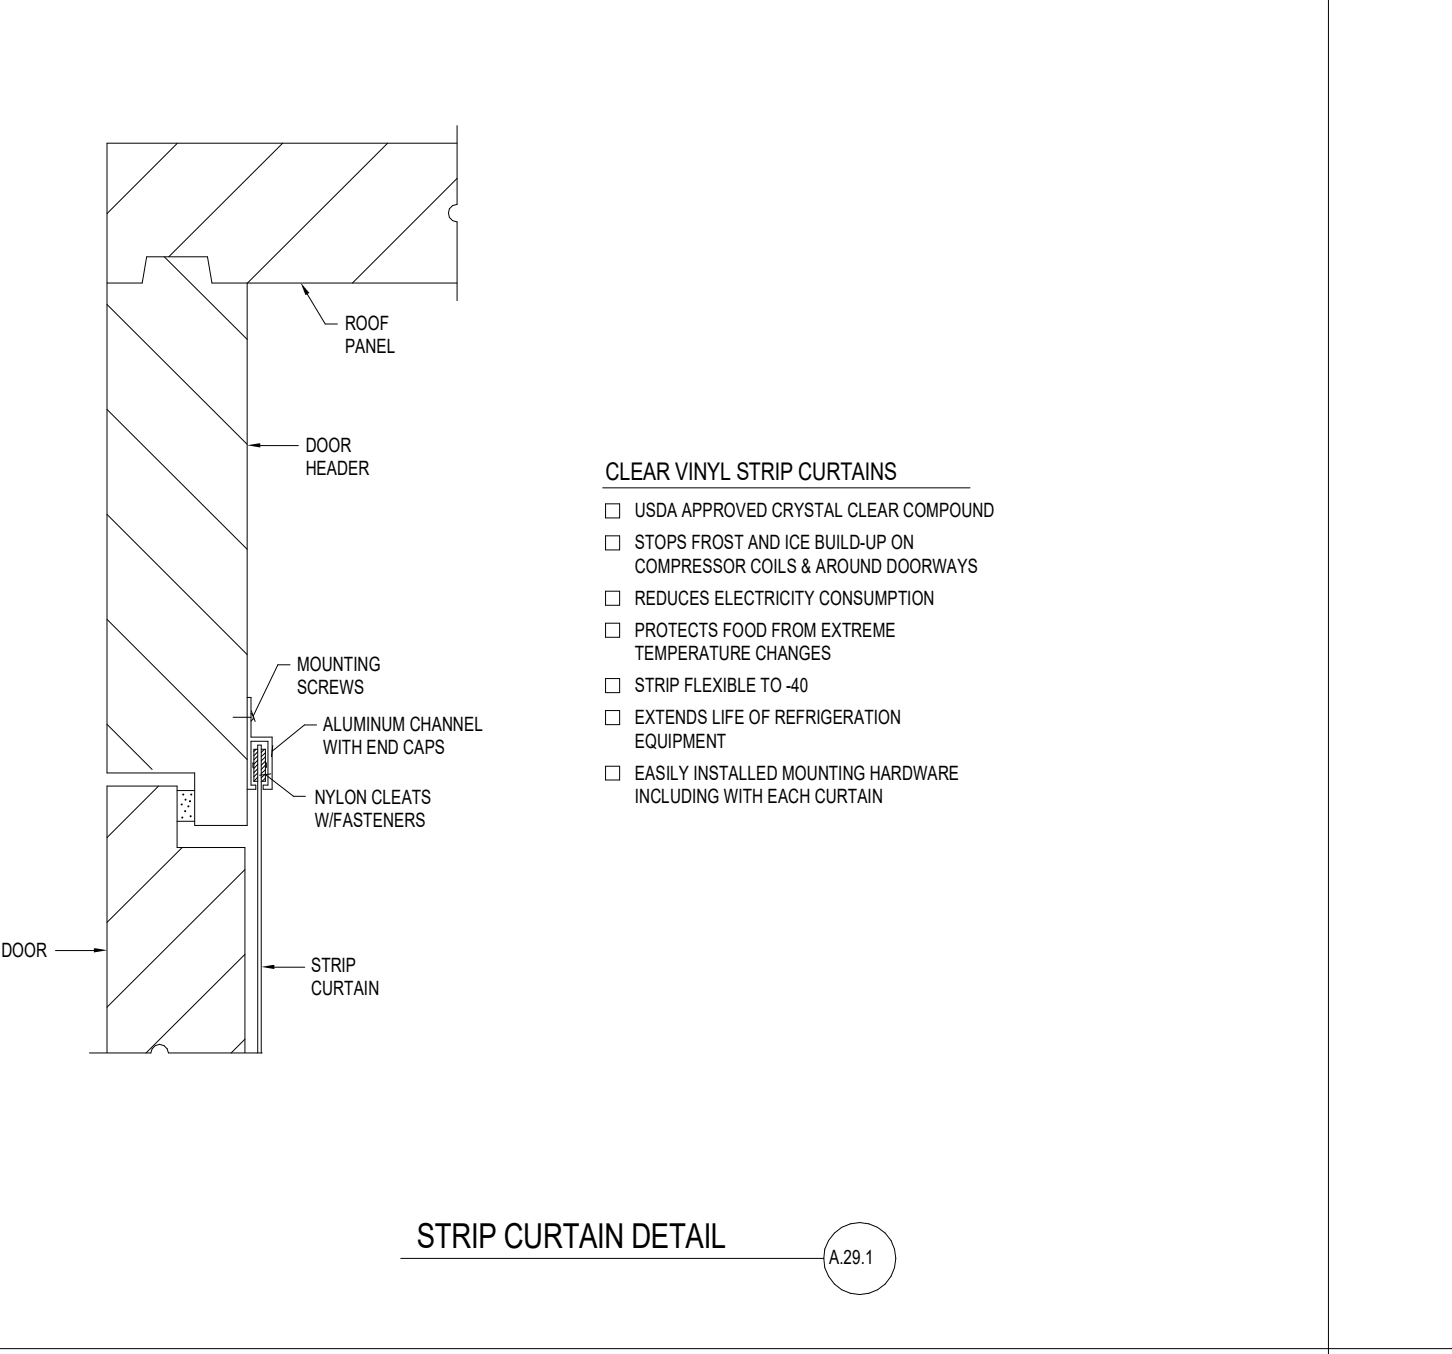 ROOF
PANEL
DOOR
HEADER
MOUNTING
SCREWS
ALUMINUM CHANNEL
WITH END CAPS
NYLON CLEATS
W/FASTENERS
DOOR
STRIP
CURTAIN
CLEAR VINYL STRIP CURTAINS
USDA APPROVED CRYSTAL CLEAR COMPOUND
STOPS FROST AND ICE BUILD-UP ON
COMPRESSOR COILS & AROUND DOORWAYS
REDUCES ELECTRICITY CONSUMPTION
PROTECTS FOOD FROM EXTREME
TEMPERATURE CHANGES
STRIP FLEXIBLE TO -40
EXTENDS LIFE OF REFRIGERATION
EQUIPMENT
EASILY INSTALLED MOUNTING HARDWARE
INCLUDING WITH EACH CURTAIN
STRIP CURTAIN DETAIL
A.29.1